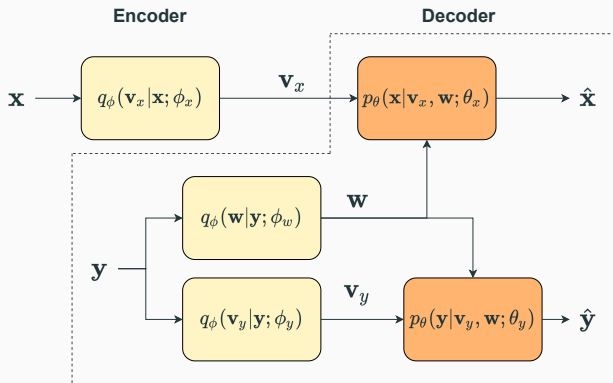 Encoder
Decoder
x
q_ϕ(v_x|x; ϕ_x)
v_x
p_θ(x|v_x, w; θ_x)
x̂
y
q_ϕ(w|y; ϕ_w)
w
q_ϕ(v_y|y; ϕ_y)
v_y
p_θ(y|v_y, w; θ_y)
ŷ